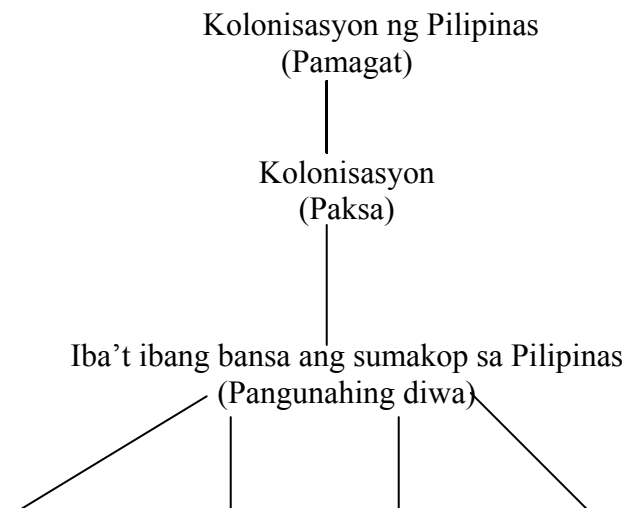 Kolonisasyon ng Pilipinas
(Pamagat)
Kolonisasyon
(Paksa)
Iba’t ibang bansa ang sumakop sa Pilipinas
(Pangunahing diwa)